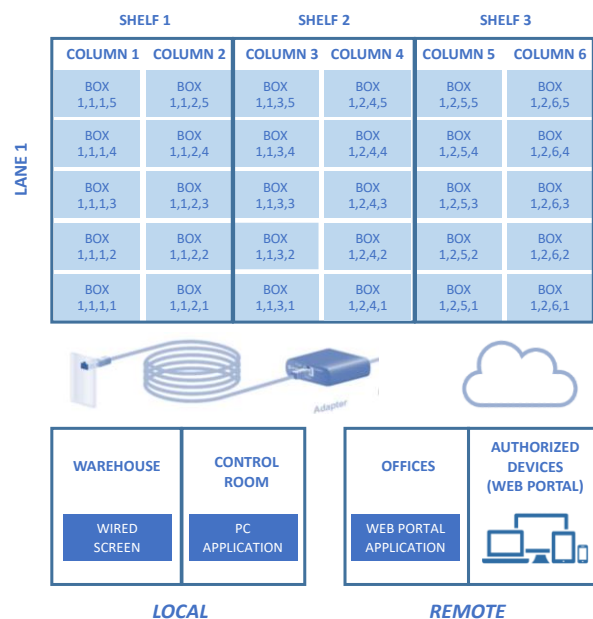 SHELF 1 SHELF 2 SHELF 3
LANE 1
COLUMN 1 COLUMN 2 COLUMN 3 COLUMN 4 COLUMN 5 COLUMN 6
BOX BOX BOX BOX BOX BOX
1,1,1,5 1,1,2,5 1,1,3,5 1,2,4,5 1,2,5,5 1,2,6,5
BOX BOX BOX BOX BOX BOX
1,1,1,4 1,1,2,4 1,1,3,4 1,2,4,4 1,2,5,4 1,2,6,4
BOX BOX BOX BOX BOX BOX
1,1,1,3 1,1,2,3 1,1,3,3 1,2,4,3 1,2,5,3 1,2,6,3
BOX BOX BOX BOX BOX BOX
1,1,1,2 1,1,2,2 1,1,3,2 1,2,4,2 1,2,5,2 1,2,6,2
BOX BOX BOX BOX BOX BOX
1,1,1,1 1,1,2,1 1,1,3,1 1,2,4,1 1,2,5,1 1,2,6,1
Adapter
WAREHOUSE
WIRED
SCREEN
CONTROL
ROOM
PC
APPLICATION
OFFICES
WEB PORTAL
APPLICATION
AUTHORIZED
DEVICES
(WEB PORTAL)
LOCAL REMOTE